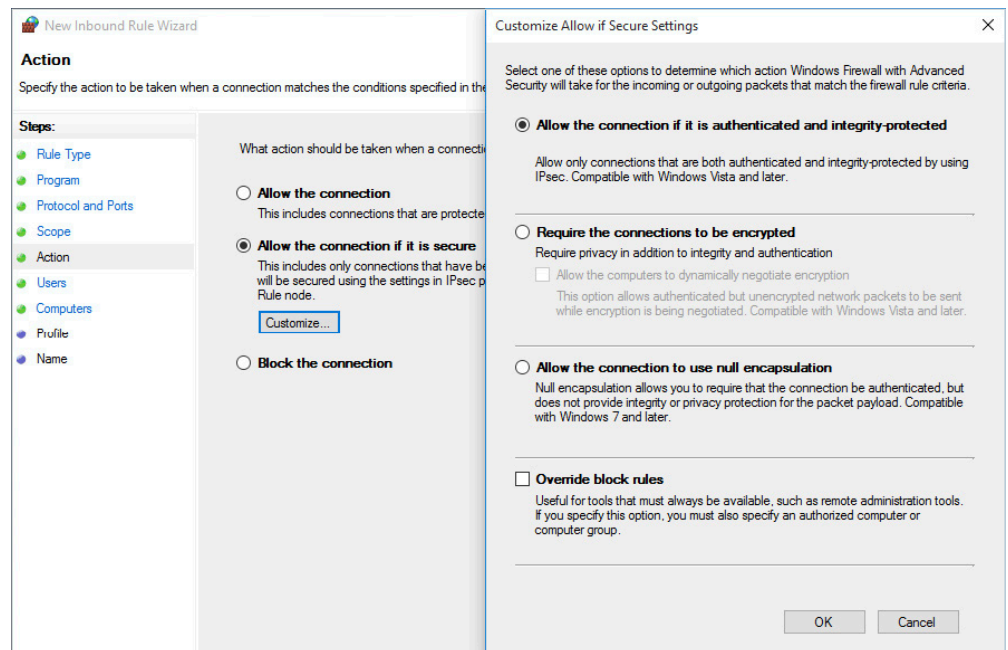 New Inbound Rule Wizard
Action
Specify the action to be taken when a connection matches the conditions specified in the
Steps:
Rule Type
Program
Protocol and Ports
Scope
Action
Users
Computers
Profile
Name
What action should be taken when a connecti
Allow the connection
This includes connections that are protecte
Allow the connection if it is secure
This includes only connections that have be
will be secured using the settings in IPsec p
Rule node.
Customize...
Block the connection
Customize Allow if Secure Settings
Select one of these options to determine which action Windows Firewall with Advanced
Security will take for the incoming or outgoing packets that match the firewall rule criteria.
Allow the connection if it is authenticated and integrity-protected
Allow only connections that are both authenticated and integrity-protected by using
IPsec. Compatible with Windows Vista and later.
Require the connections to be encrypted
Require privacy in addition to integrity and authentication
Allow the computers to dynamically negotiate encryption
This option allows authenticated but unencrypted network packets to be sent
while encryption is being negotiated. Compatible with Windows Vista and later.
Allow the connection to use null encapsulation
Null encapsulation allows you to require that the connection be authenticated, but
does not provide integrity or privacy protection for the packet payload. Compatible
with Windows 7 and later.
Override block rules
Useful for tools that must always be available, such as remote administration tools.
If you specify this option, you must also specify an authorized computer or
computer group.
OK
Cancel